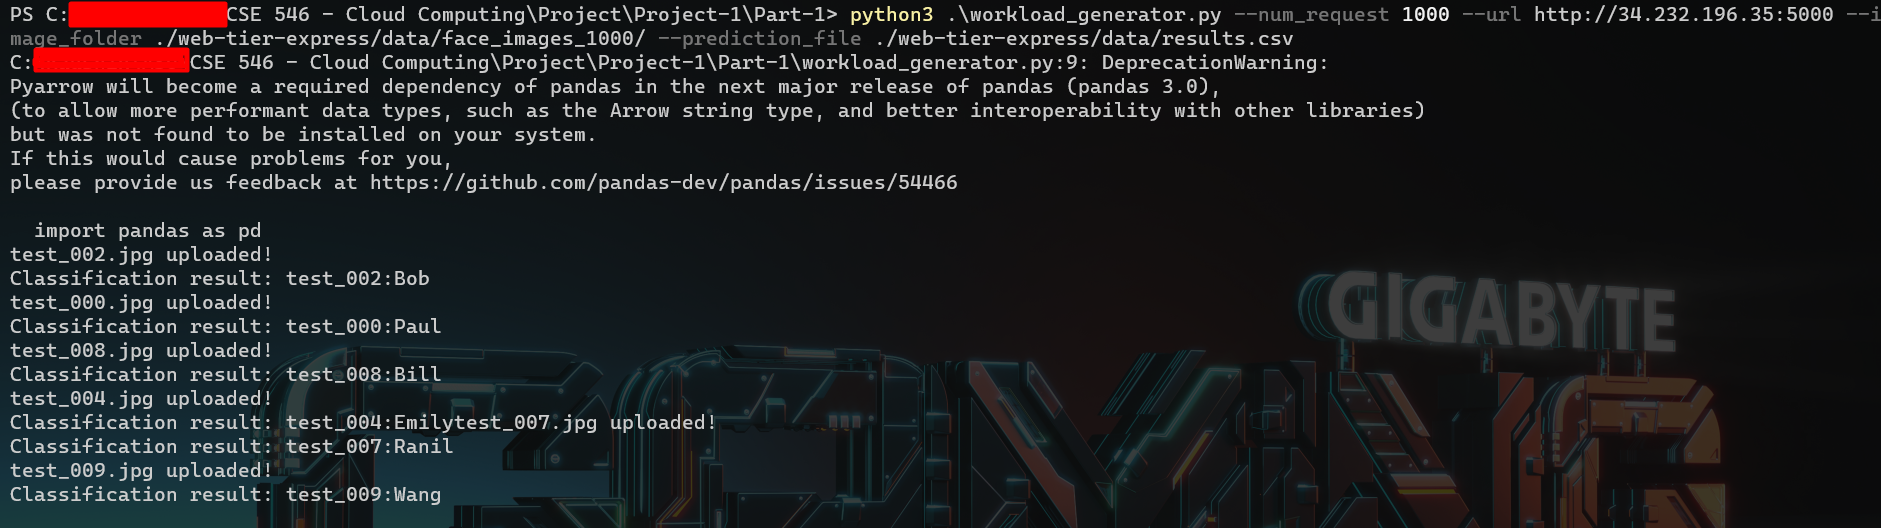 PS C:CSE 546 - Cloud Computing\Project\Project-1\Part-1> python3 .\workload_generator.py --num_request 1000 --url http://34.232.196.35:5000 --i
mage_folder ./web-tier-express/data/face_images_1000/ --prediction_file ./web-tier-express/data/results.csv
C:CSE 546 - Cloud Computing\Project\Project-1\Part-1\workload_generator.py:9: DeprecationWarning:
Pyarrow will become a required dependency of pandas in the next major release of pandas (pandas 3.0),
(to allow more performant data types, such as the Arrow string type, and better interoperability with other libraries)
but was not found to be installed on your system.
If this would cause problems for you,
please provide us feedback at https://github.com/pandas-dev/pandas/issues/54466
import pandas as pd
test_002.jpg uploaded!
Classification result: test_002:Bob
test_000.jpg uploaded!
Classification result: test_000:Paul
test_008.jpg uploaded!
Classification result: test_008:Bill
test_004.jpg uploaded!
Classification result: test_004:Emilytest_007.jpg uploaded!
Classification result: test_007:Ranil
test_009.jpg uploaded!
Classification result: test_009:Wang
GIGABYTE